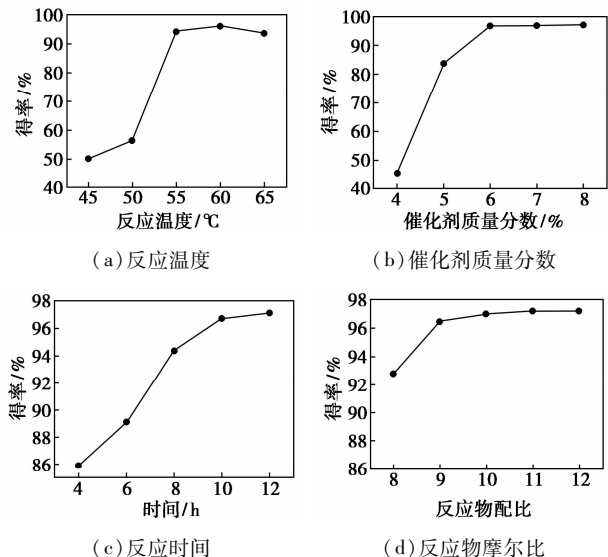 100
90
80
70
60
50
40
得率/%
45 50 55 60 65
反应温度/℃
(a)反应温度
100
90
80
70
60
50
40
得率/%
4 5 6 7 8
催化剂质量分数/%
(b)催化剂质量分数
98
96
94
92
90
88
86
得率/%
4 6 8 10 12
时间/h
(c)反应时间
98
96
94
92
90
88
86
得率/%
8 9 10 11 12
反应物配比
(d)反应物摩尔比